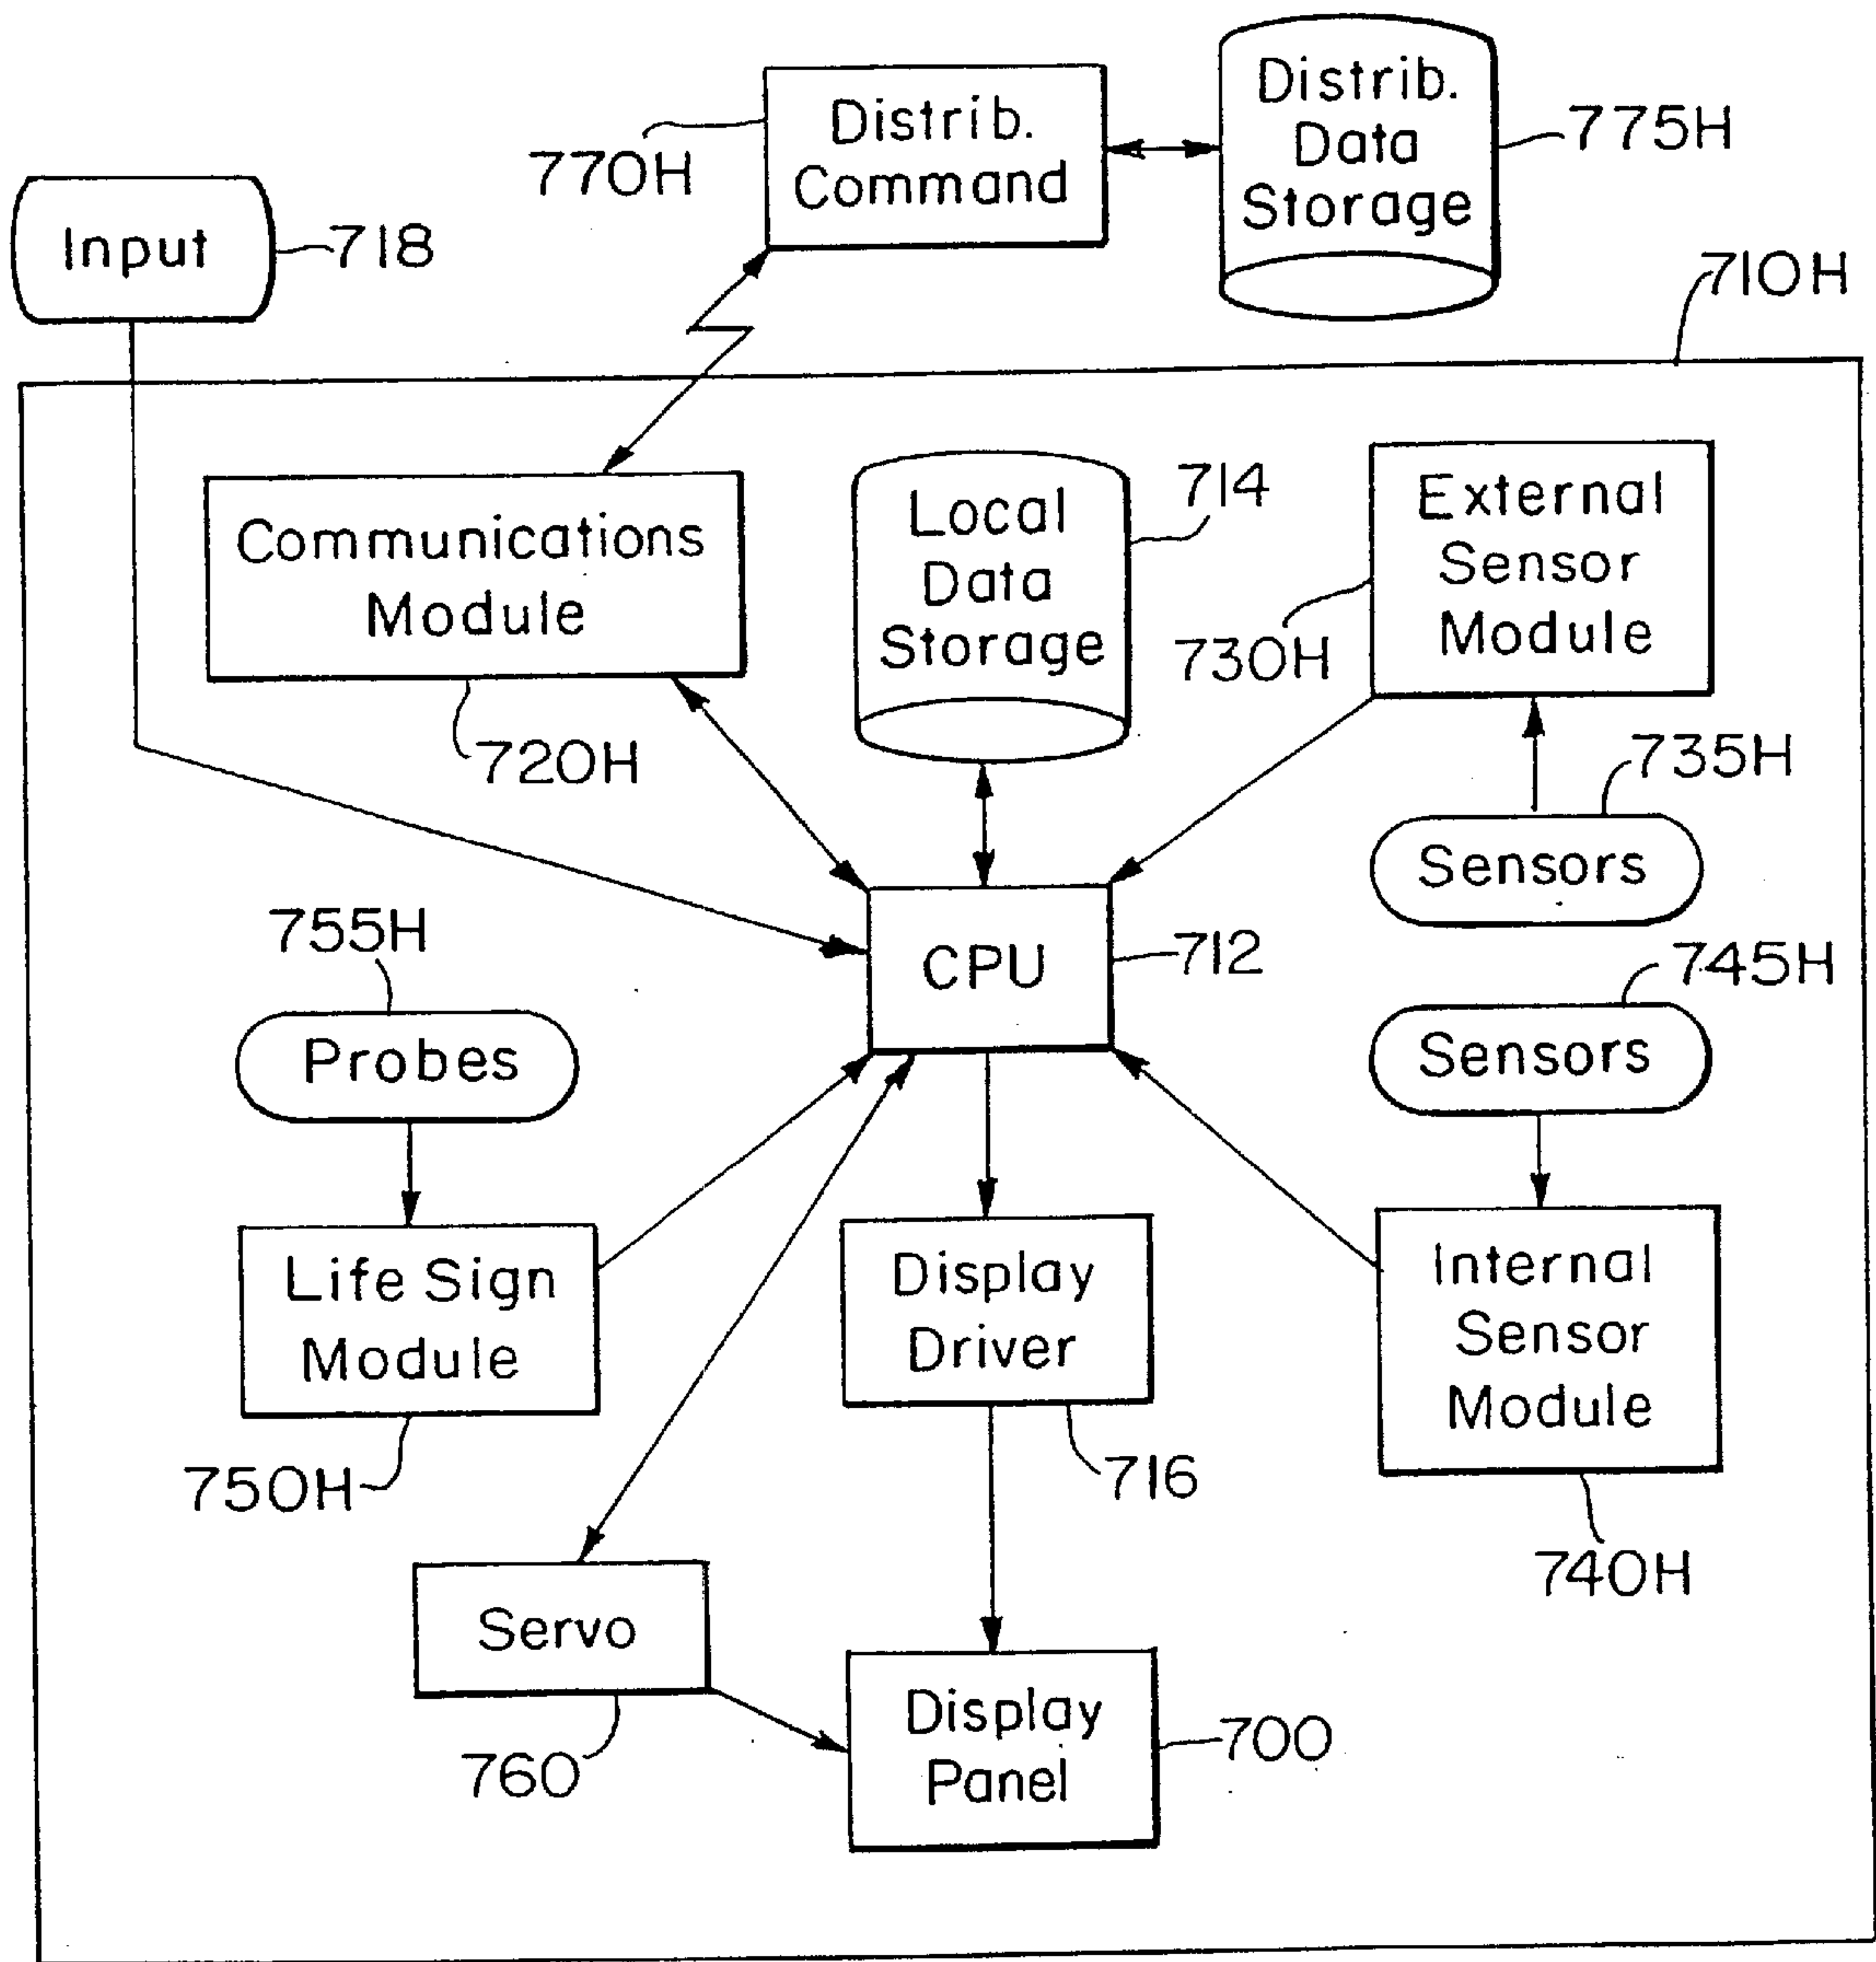 Distrib.
Data
Storage
775H
Distrib.
Command
770H
Input
718
710H
Communications
Module
720H
Local
Data
Storage
714
External
Sensor
Module
730H
735H
Sensors
755H
Probes
CPU
712
745H
Sensors
Life Sign
Module
750H
Display
Driver
716
Internal
Sensor
Module
740H
Servo
760
Display
Panel
700